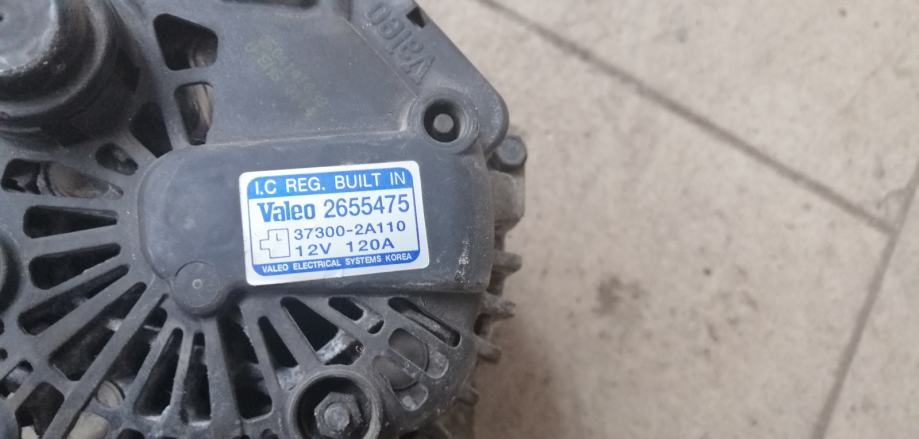 Valeo
I.C REG. BUILT IN
Valeo 2655475
37300-2A110
12V 120A
VALEO ELECTRICAL SYSTEMS KOREA